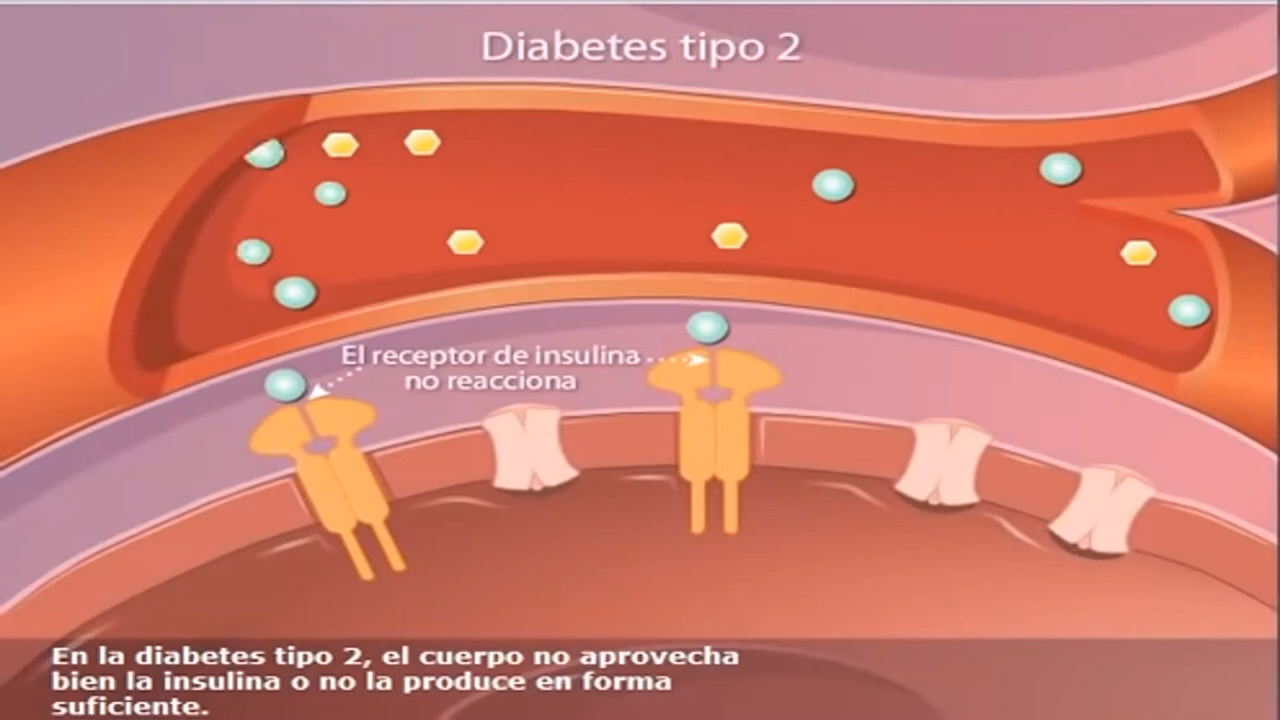 Diabetes tipo 2
El receptor de insulina
no reacciona
En la diabetes tipo 2, el cuerpo no aprovecha
bien la insulina o no la produce en forma
suficiente.